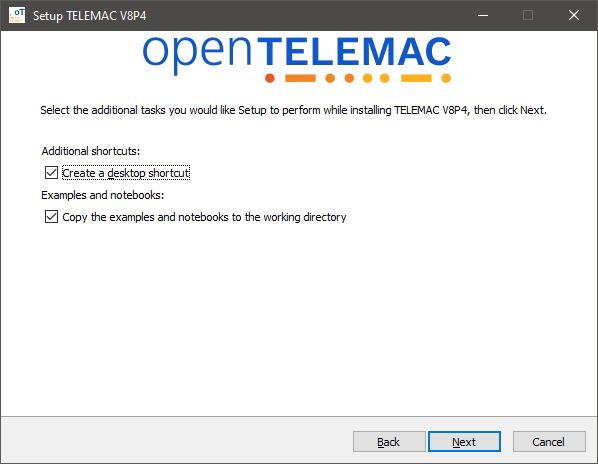 Setup TELEMAC V8P4
openTELEMAC
Select the additional tasks you would like Setup to perform while installing TELEMAC V8P4, then click Next.
Additional shortcuts:
Create a desktop shortcut
Examples and notebooks:
Copy the examples and notebooks to the working directory
Back Next Cancel